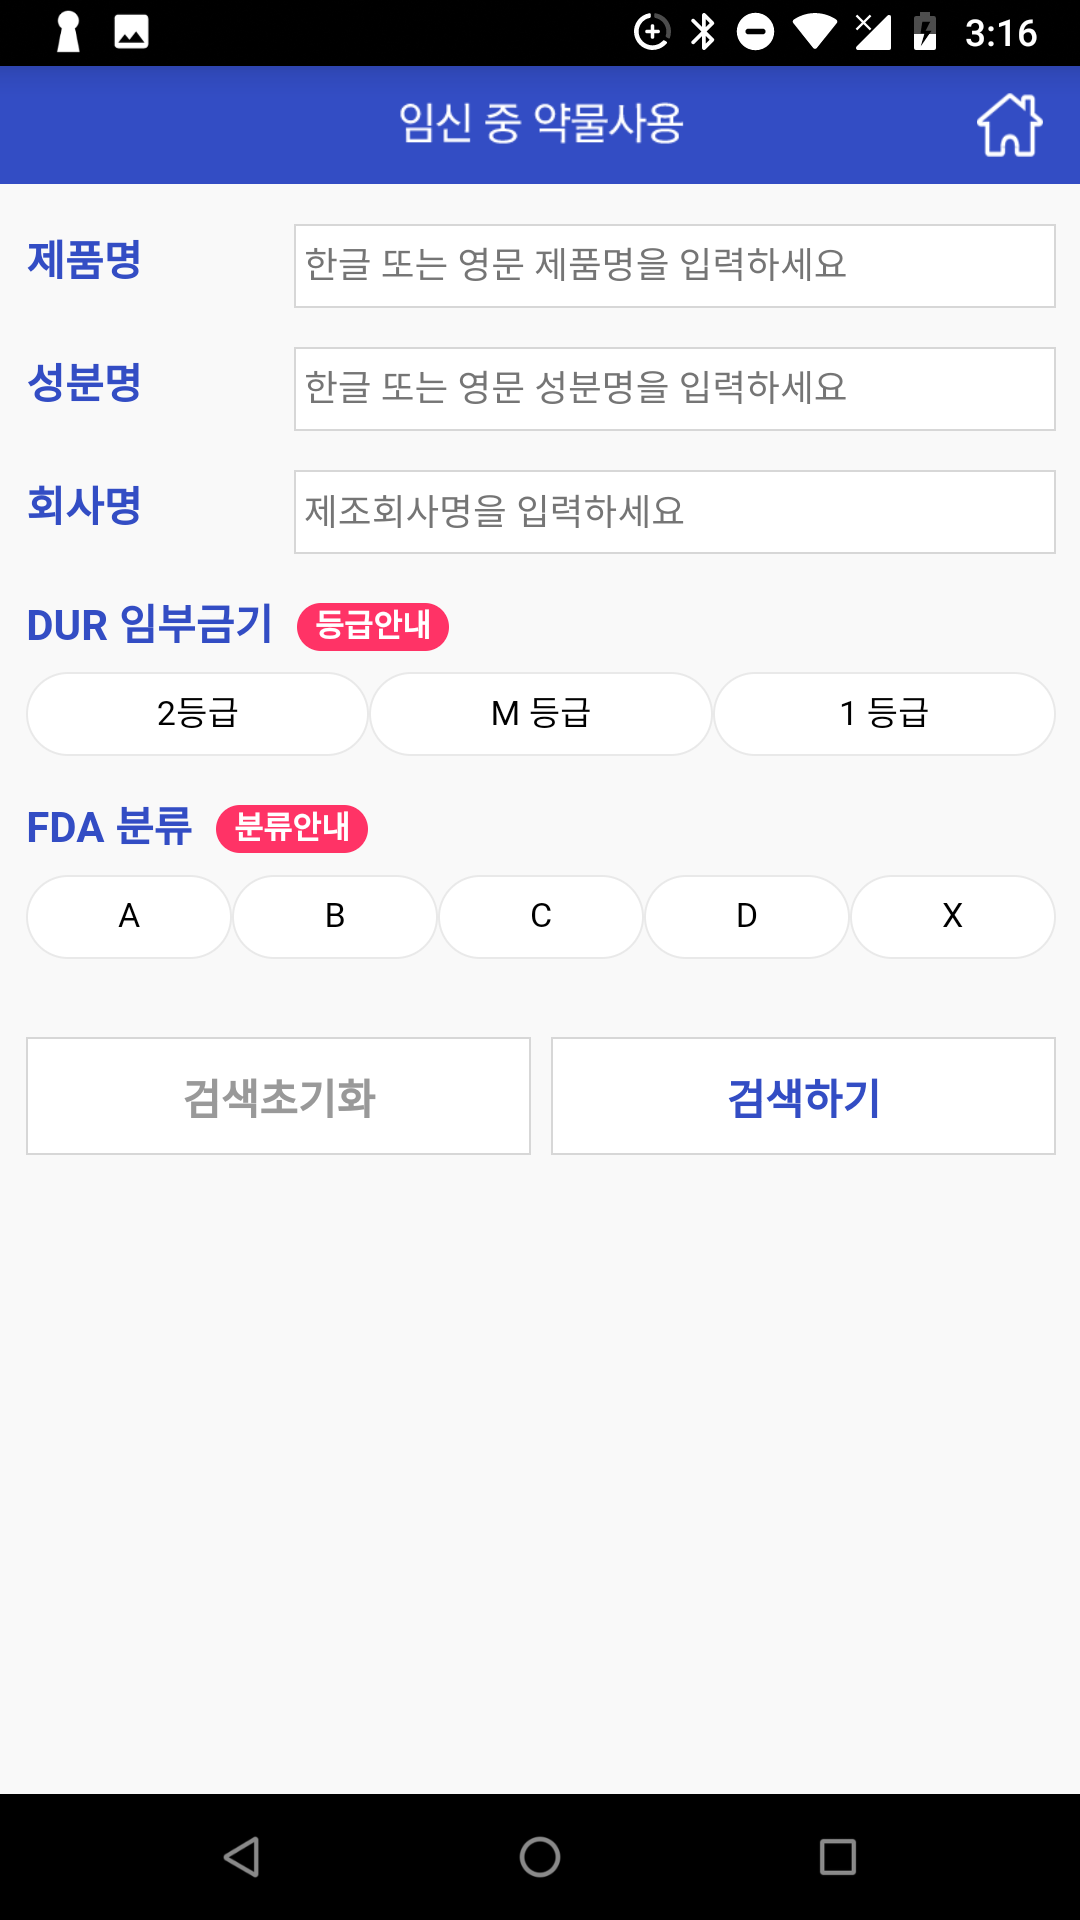 3:16
임신 중 약물사용
제품명
한글 또는 영문 제품명을 입력하세요
성분명
한글 또는 영문 성분명을 입력하세요
회사명
제조회사명을 입력하세요
DUR 임부금기 등급안내
2등급 M 등급 1 등급
FDA 분류 분류안내
A B C D X
검색초기화 검색하기